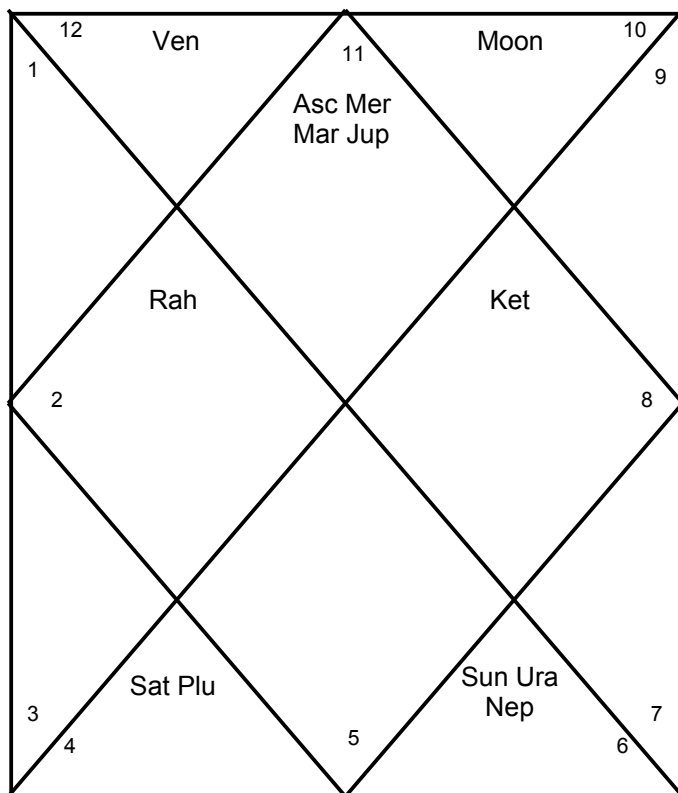 12
Ven
11
Moon
10
1
9
Asc Mer
Mar Jup
Rah
Ket
2
8
Sat Plu
Sun Ura
Nep
3
4
5
6
7